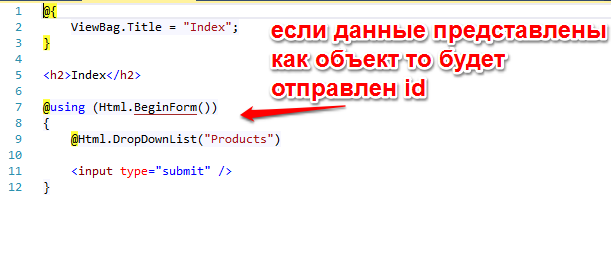 1 @{
2 ViewBag.Title = "Index";
3 }
4
5 <h2>Index</h2>
6
7 @using (Html.BeginForm())
8 {
9 @Html.DropDownList("Products")
10
11 <input type="submit" />
12 }
если данные представлены
как объект то будет
отправлен id